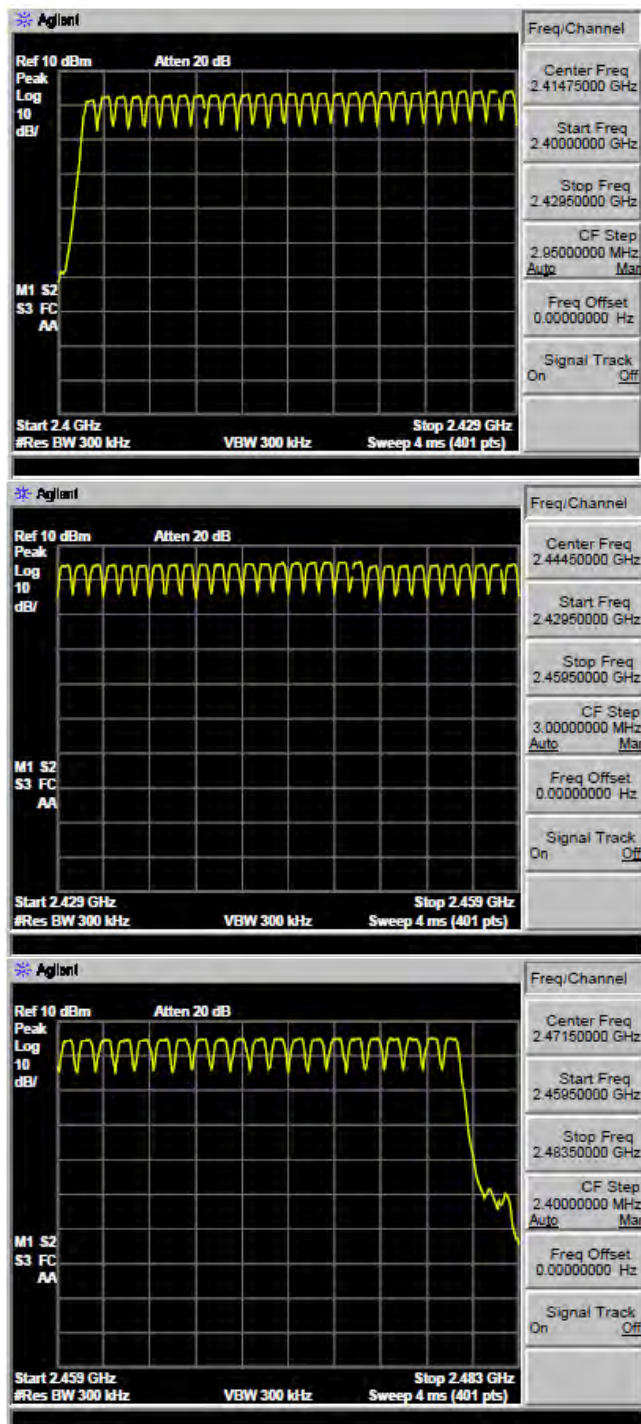 Agilent
Freq/Channel
Ref 10 dBm Atten 20 dB
Peak
Log
10
dB/
Center Freq
2.41475000 GHz
Start Freq
2.40000000 GHz
Stop Freq
2.42950000 GHz
CF Step
2.95000000 MHz
Auto Man
M1 S2
S3 FC
AA
Freq Offset
0.00000000 Hz
Signal Track
On Off
Start 2.4 GHz Stop 2.429 GHz
#Res BW 300 kHz VBW 300 kHz Sweep 4 ms (401 pts)
Agilent
Freq/Channel
Ref 10 dBm Atten 20 dB
Peak
Log
10
dB/
Center Freq
2.44450000 GHz
Start Freq
2.42950000 GHz
Stop Freq
2.45950000 GHz
CF Step
3.00000000 MHz
Auto Man
M1 S2
S3 FC
AA
Freq Offset
0.00000000 Hz
Signal Track
On Off
Start 2.429 GHz Stop 2.459 GHz
#Res BW 300 kHz VBW 300 kHz Sweep 4 ms (401 pts)
Agilent
Freq/Channel
Ref 10 dBm Atten 20 dB
Peak
Log
10
dB/
Center Freq
2.47150000 GHz
Start Freq
2.45950000 GHz
Stop Freq
2.48350000 GHz
CF Step
2.40000000 MHz
Auto Man
M1 S2
S3 FC
AA
Freq Offset
0.00000000 Hz
Signal Track
On Off
Start 2.459 GHz Stop 2.483 GHz
#Res BW 300 kHz VBW 300 kHz Sweep 4 ms (401 pts)